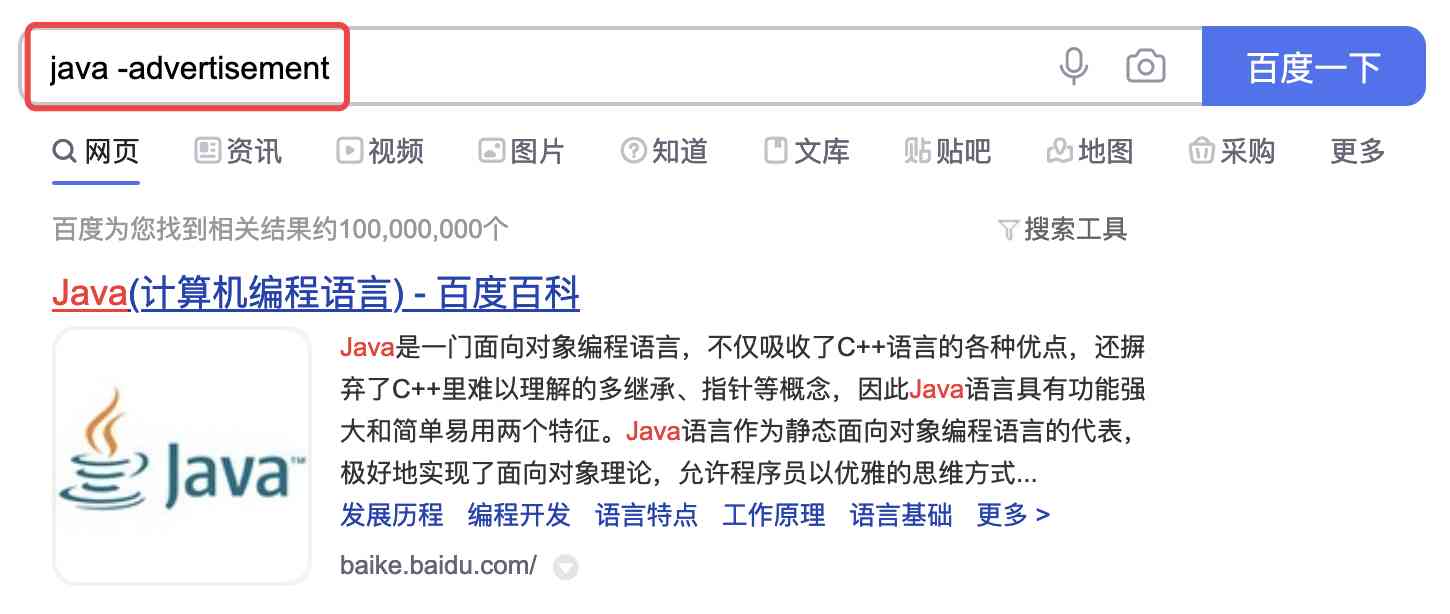 java -advertisement 百度一下
网页 资讯 视频 图片 知道 文库 贴吧 地图 采购 更多
百度为您找到相关结果约100,000,000个 搜索工具
Java(计算机编程语言) - 百度百科
Java是一门面向对象编程语言，不仅吸收了C++语言的各种优点，还摒
弃了C++里难以理解的多继承、指针等概念，因此Java语言具有功能强
大和简单易用两个特征。Java语言作为静态面向对象编程语言的代表，
极好地实现了面向对象理论，允许程序员以优雅的思维方式...
Java™
发展历程 编程开发 语言特点 工作原理 语言基础 更多 >
baike.baidu.com/